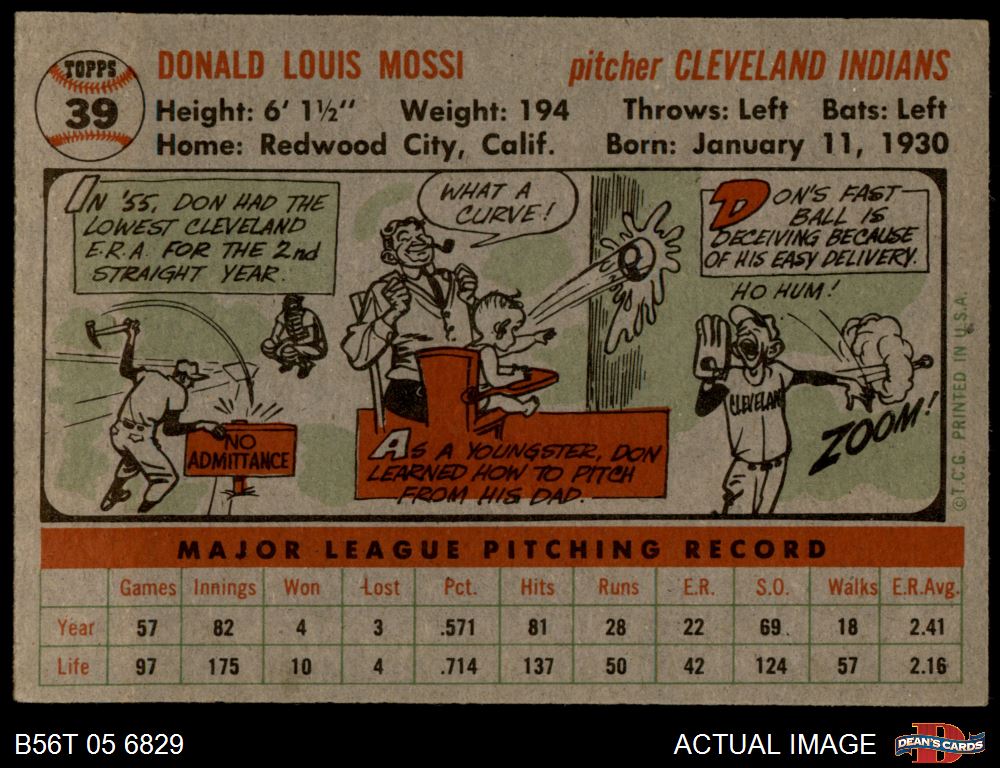 TOPPS
39
DONALD LOUIS MOSSI
pitcher CLEVELAND INDIANS
Height: 6' 1½" Weight: 194 Throws: Left Bats: Left
Home: Redwood City, Calif. Born: January 11, 1930
IN '55, DON HAD THE
LOWEST CLEVELAND
E.R.A. FOR THE 2nd
STRAIGHT YEAR.
NO
ADMITTANCE
WHAT A
CURVE!
AS A YOUNGSTER, DON
LEARNED HOW TO PITCH
FROM HIS DAD.
DON'S FAST
BALL IS
DECEIVING BECAUSE
OF HIS EASY DELIVERY.
HO HUM!
CLEVELAN
ZOOM!
© T.C.G. PRINTED IN U.S.A.
MAJOR LEAGUE PITCHING RECORD
Games Innings Won Lost Pct. Hits Runs E.R. S.O. Walks E.R.Avg.
Year 57 82 4 3 .571 81 28 22 69 18 2.41
Life 97 175 10 4 .714 137 50 42 124 57 2.16
B56T 05 6829
ACTUAL IMAGE
DEAN'S CARDS